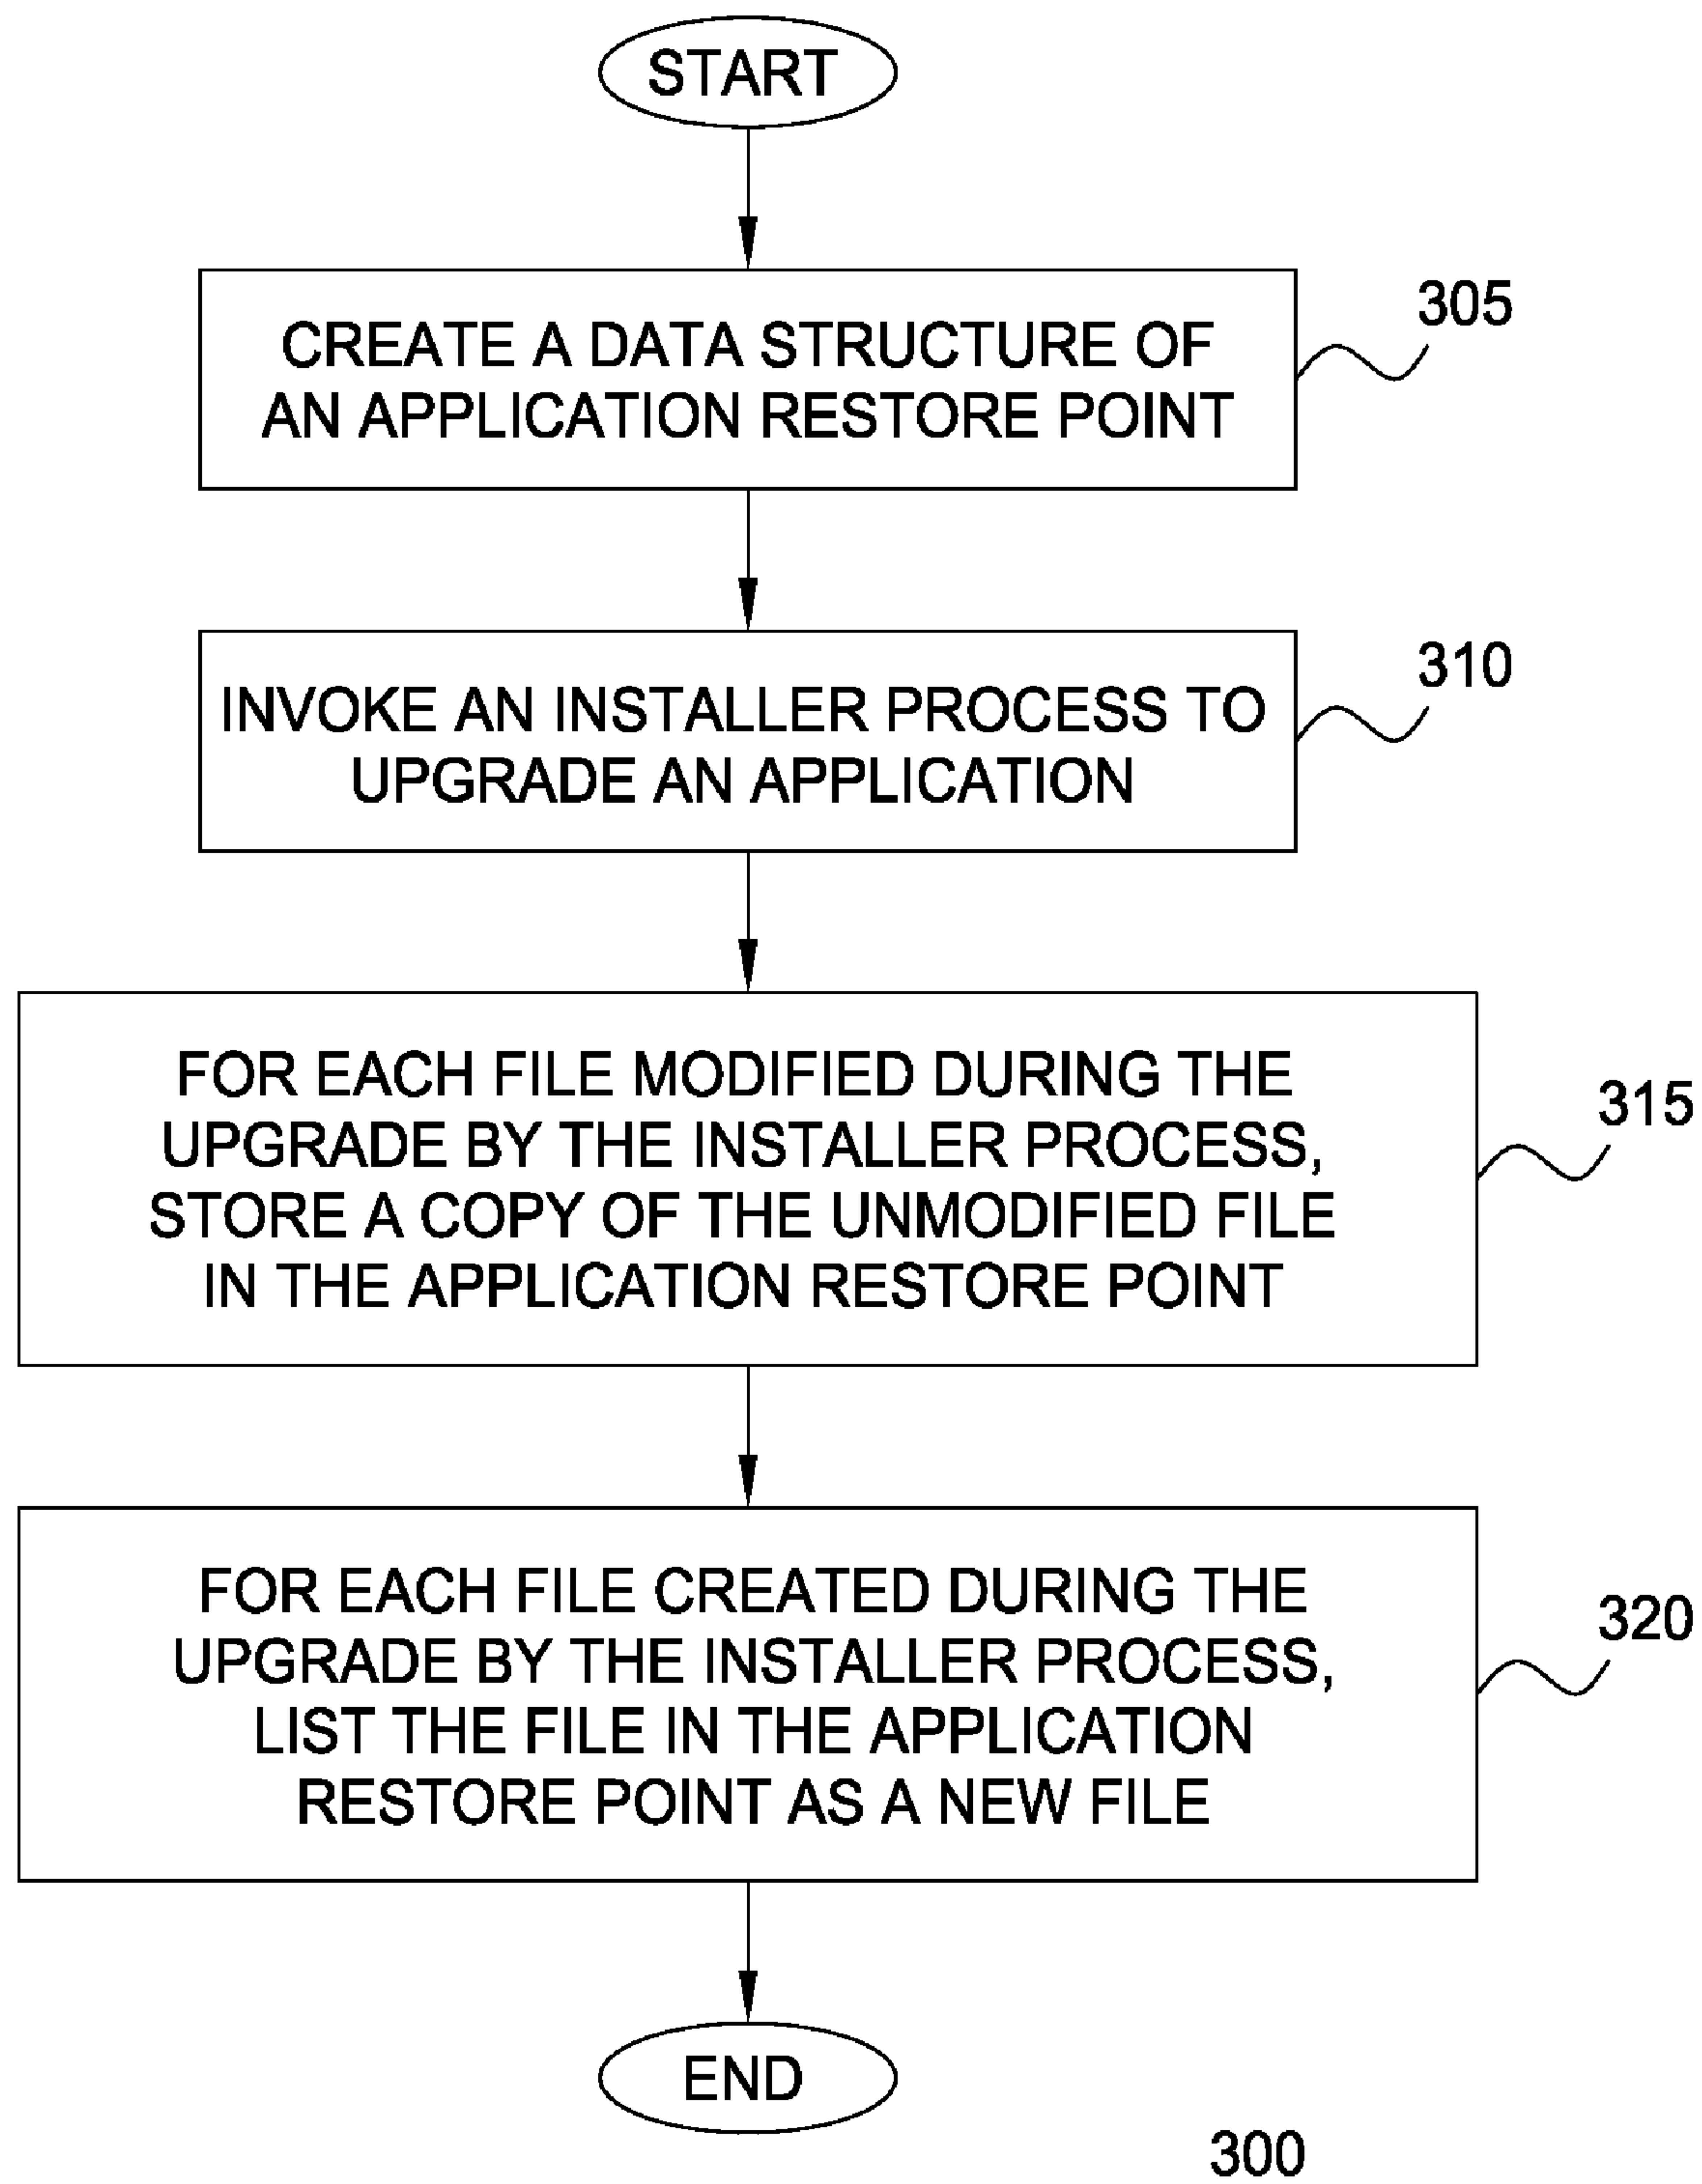 START
CREATE A DATA STRUCTURE OF
AN APPLICATION RESTORE POINT
305
INVOKE AN INSTALLER PROCESS TO
UPGRADE AN APPLICATION
310
FOR EACH FILE MODIFIED DURING THE
UPGRADE BY THE INSTALLER PROCESS,
STORE A COPY OF THE UNMODIFIED FILE
IN THE APPLICATION RESTORE POINT
315
FOR EACH FILE CREATED DURING THE
UPGRADE BY THE INSTALLER PROCESS,
LIST THE FILE IN THE APPLICATION
RESTORE POINT AS A NEW FILE
320
END
300